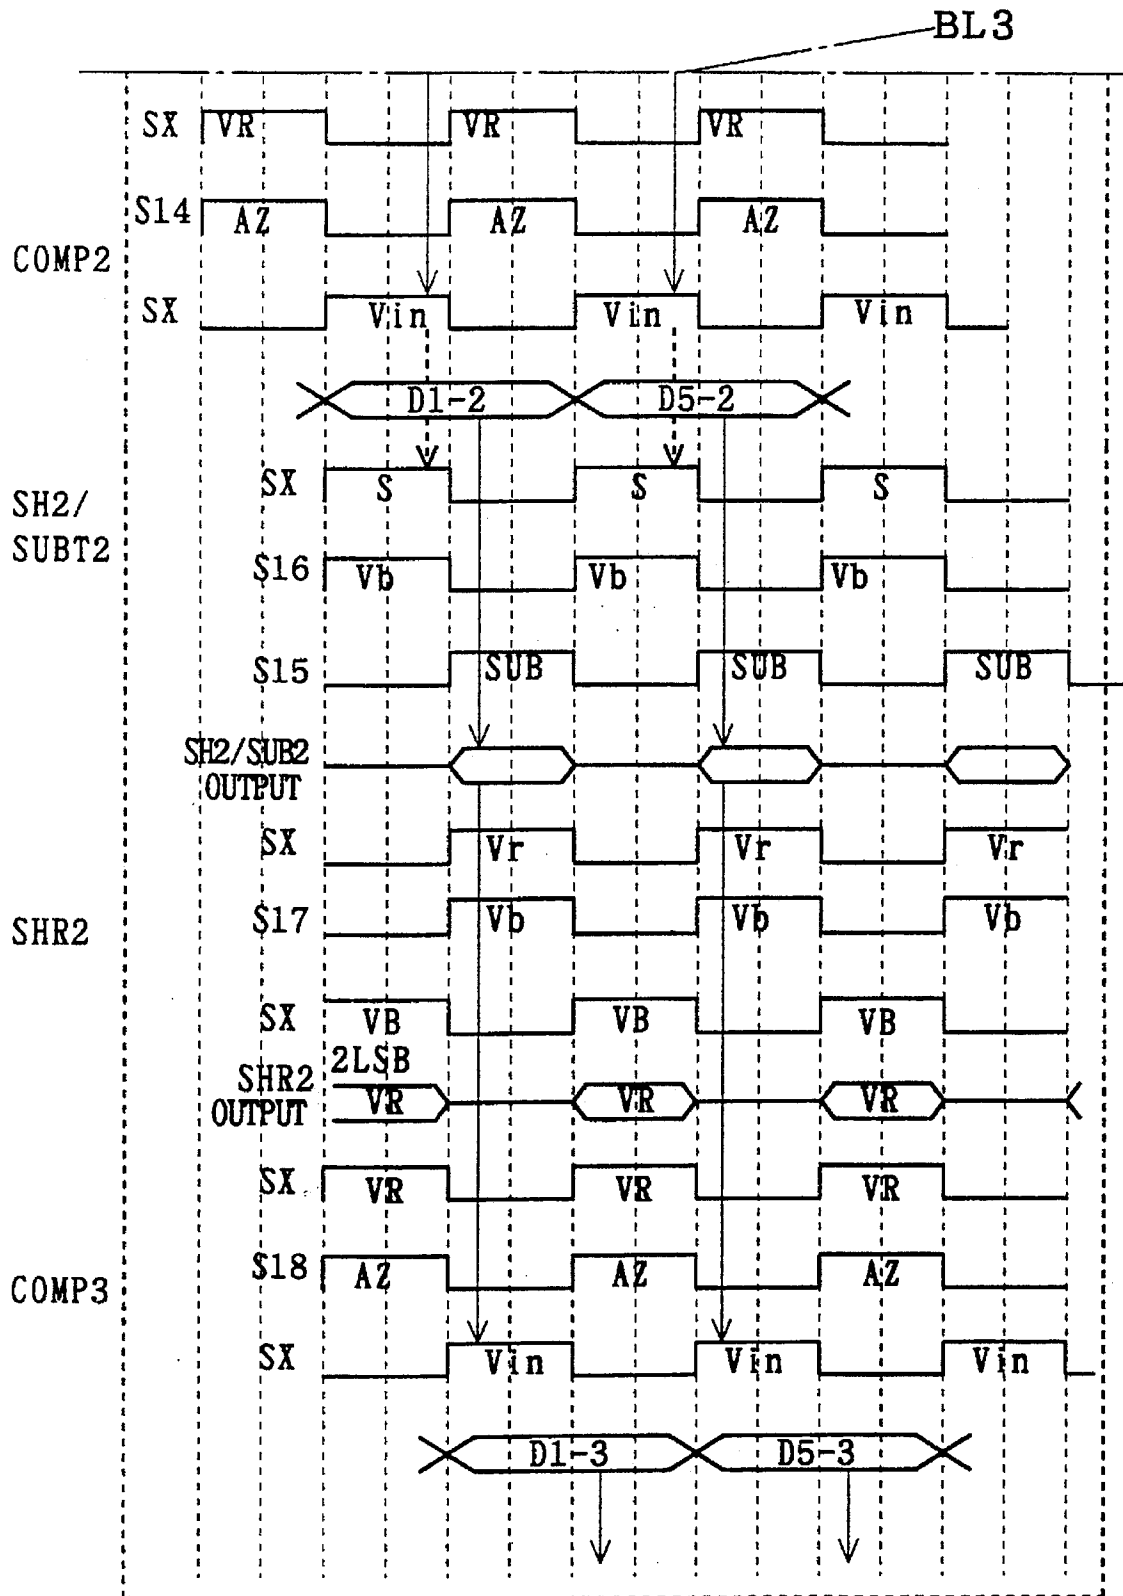 BL3
SX VR VR VR
S14 AZ AZ AZ
COMP2
SX Vin Vin Vin
D1-2 D5-2
SX S S S
SH2/
SUBT2
S16 Vb Vb Vb
S15 SUB SUB SUB
SH2/SUB2
OUTPUT
SX Vr Vr Vr
SHR2
S17 Vb Vb Vb
SX VB VB VB
2LSB
SHR2
OUTPUT VR VR VR
SX VR VR VR
S18 AZ AZ AZ
COMP3
SX Vin Vin Vin
D1-3 D5-3